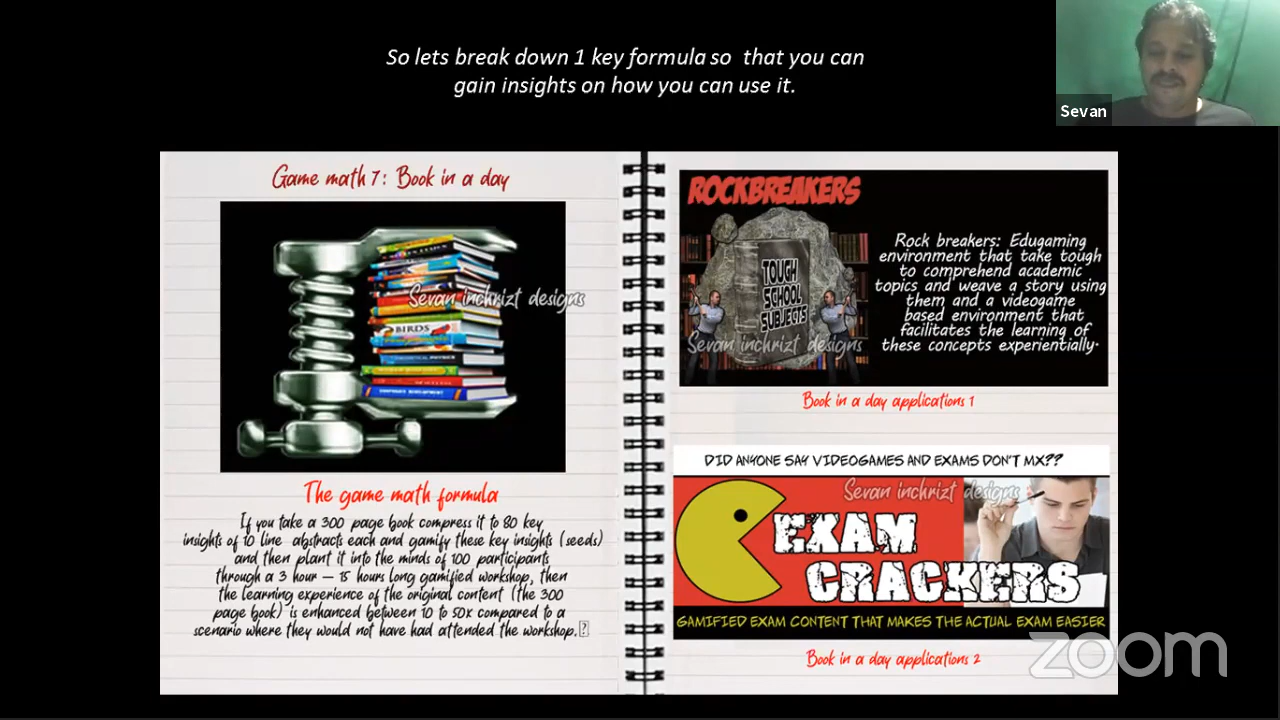 So lets break down 1 key formula so that you can
gain insights on how you can use it.
Sevan
Game math 7: Book in a day
BIRDS
Sevan inchrizt designs
The game math formula
If you take a 300 page book compress it to 80 key
insights of 10 line abstracts each and gamify these key insights (seeds)
and then plant it into the minds of 100 participants
through a 3 hour – 15 hours long gamified workshop, then
the learning experience of the original content (the 300
page book) is enhanced between 10 to 50x compared to a
scenario where they would not have had attended the workshop.
ROCKBREAKERS
TOUGH
SCHOOL
SUBJECTS
Sevan inchrizt designs
Rock breakers: Edugaming
environment that take tough
to comprehend academic
topics and weave a story using
them and a videogame
based environment that
facilitates the learning of
these concepts experientially.
Book in a day applications 1
DID ANYONE SAY VIDEOGAMES AND EXAMS DON'T MX??
Sevan inchrizt designs
EXAM
CRACKERS
GAMIFIED EXAM CONTENT THAT MAKES THE ACTUAL EXAM EASIER
Book in a day applications 2
zoom